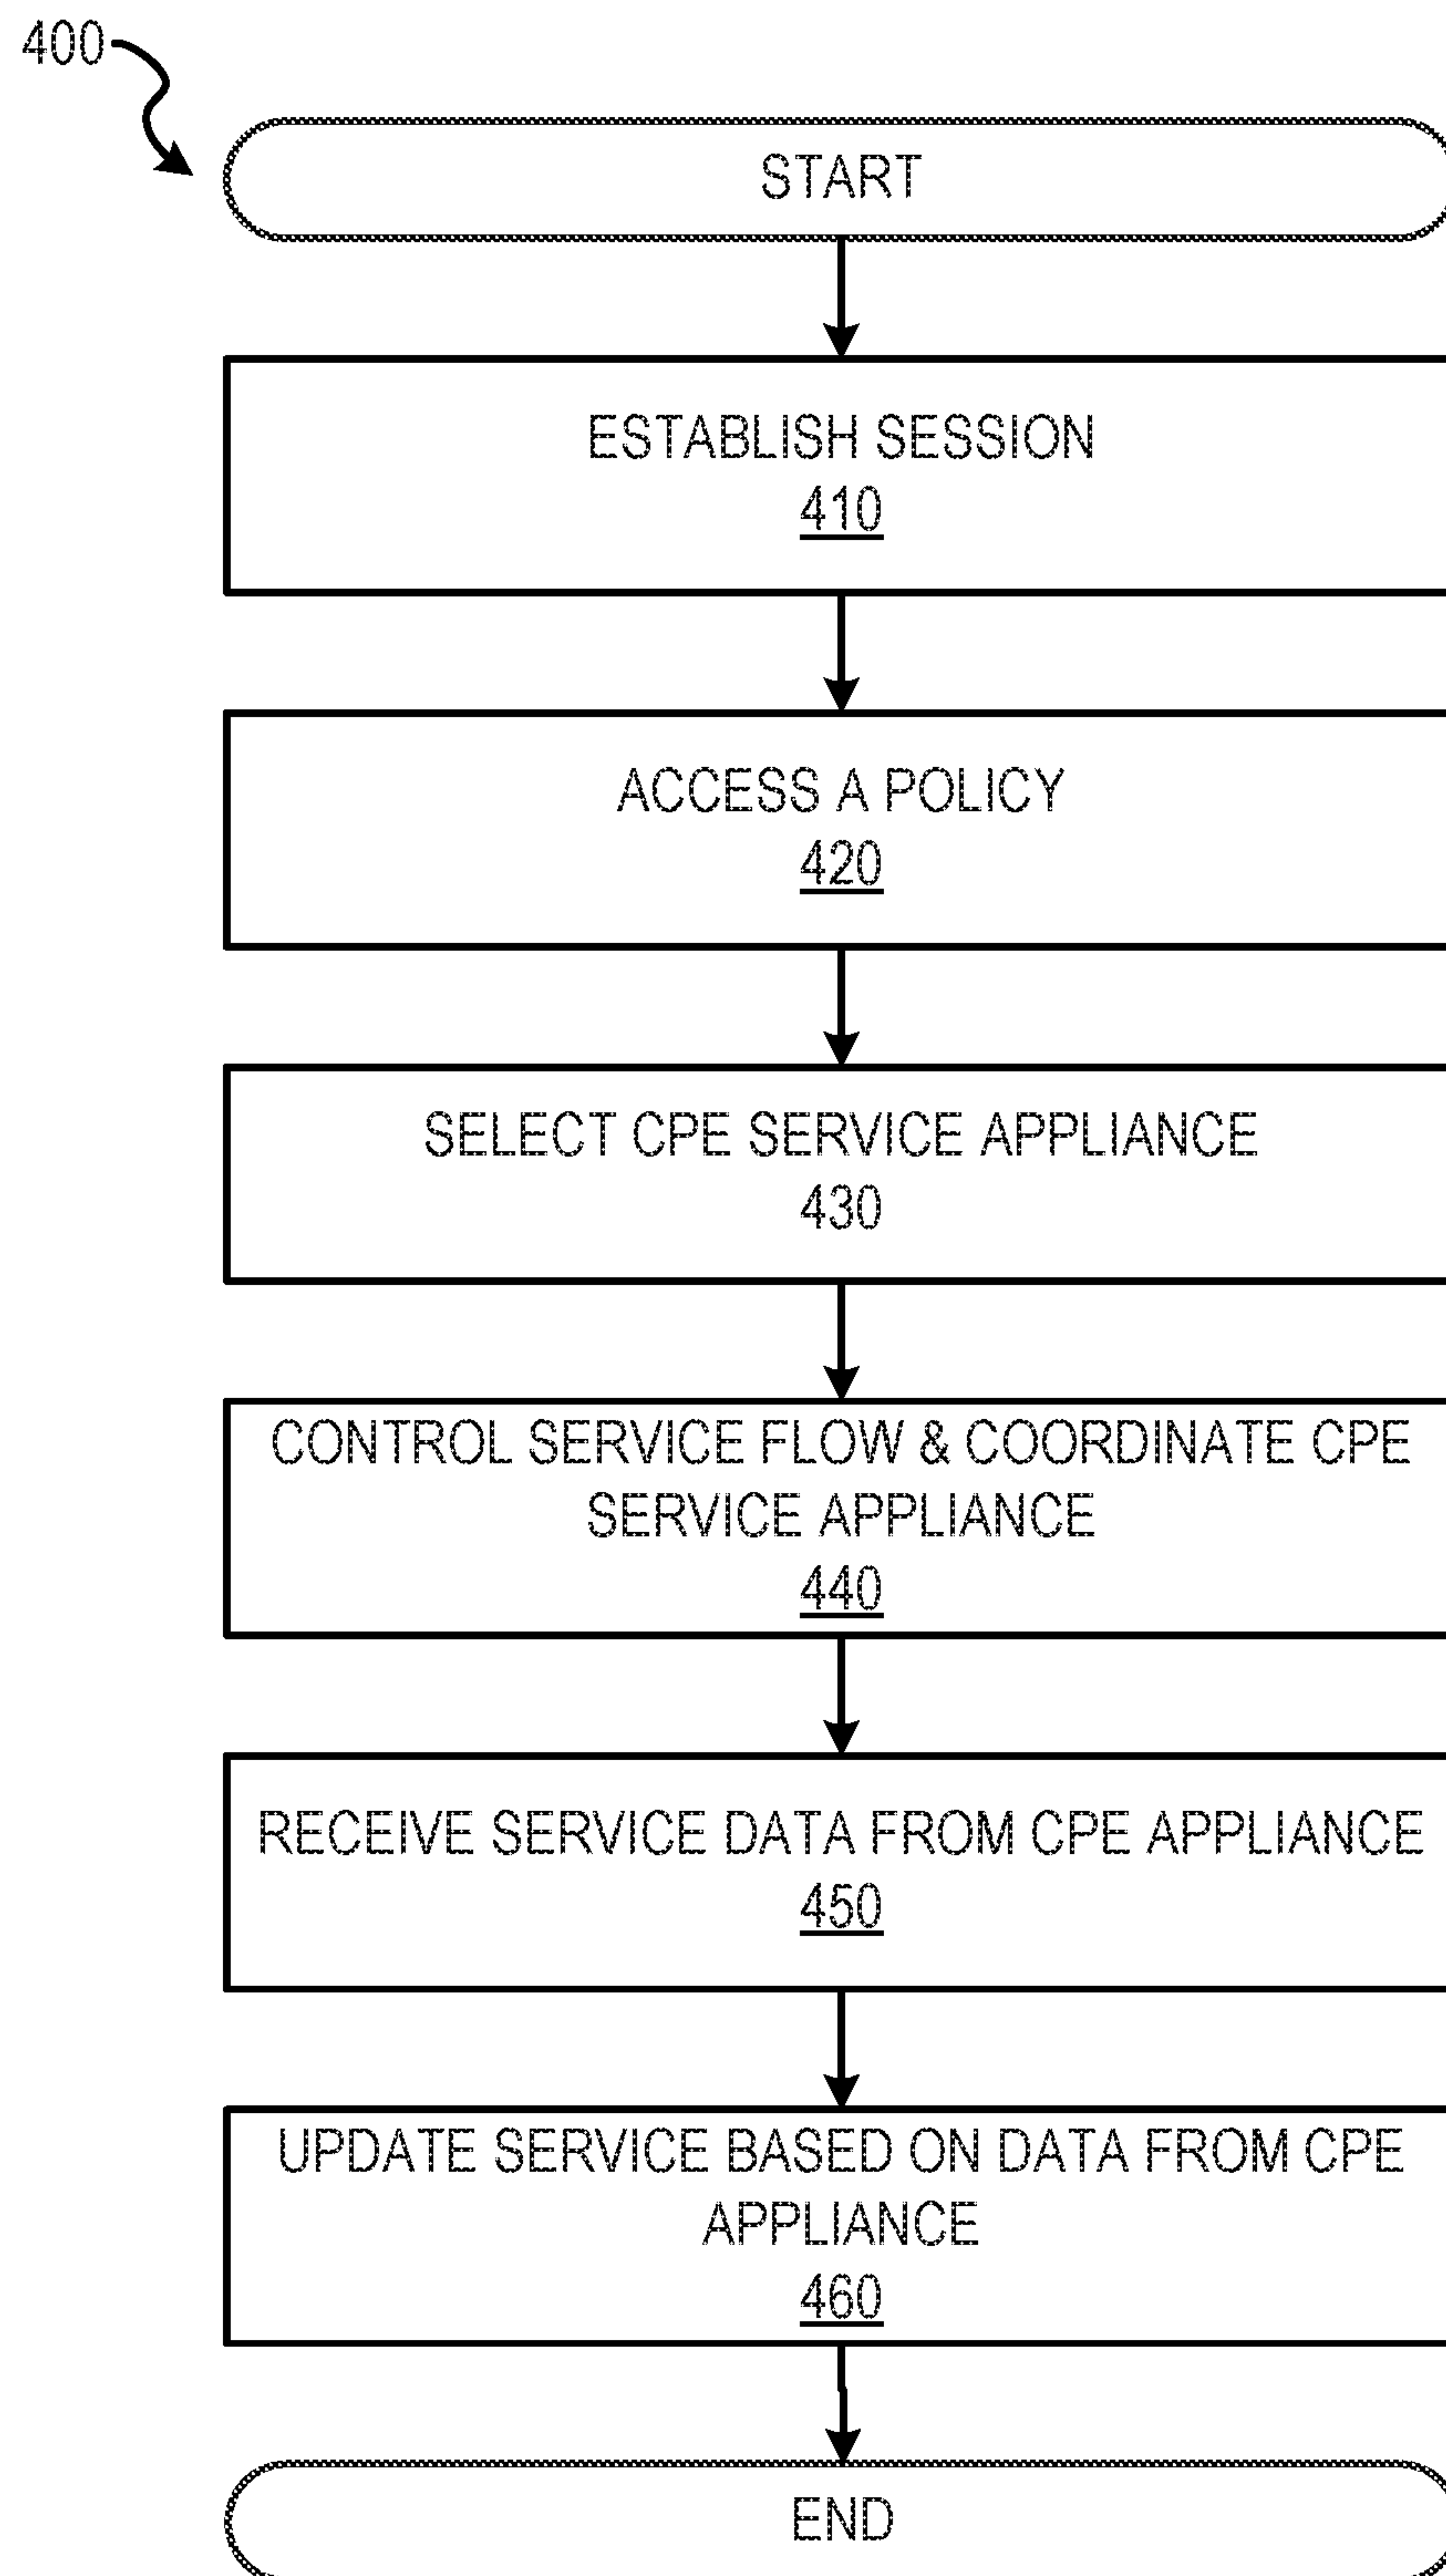 400
START
ESTABLISH SESSION
410
ACCESS A POLICY
420
SELECT CPE SERVICE APPLIANCE
430
CONTROL SERVICE FLOW & COORDINATE CPE
SERVICE APPLIANCE
440
RECEIVE SERVICE DATA FROM CPE APPLIANCE
450
UPDATE SERVICE BASED ON DATA FROM CPE
APPLIANCE
460
END